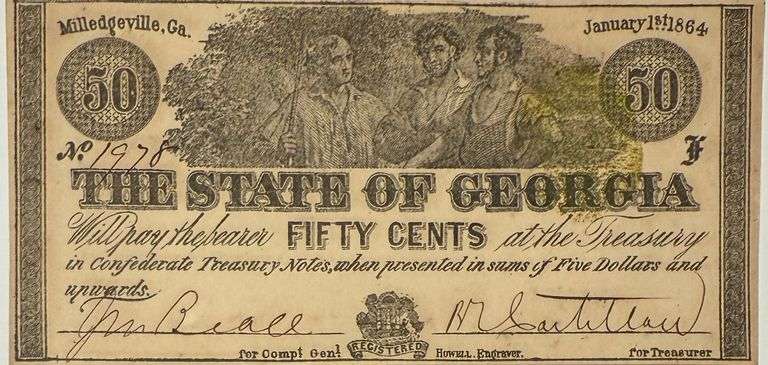 Milledgeville, Ga.
January 1st 1864
50
50
No. 1978
F
THE STATE OF GEORGIA
Will pay the bearer FIFTY CENTS at the Treasury
in Confederate Treasury Notes, when presented in sums of Five Dollars and
upwards.
Jno Beall
for Compt Genl
REGISTERED
HOWELL. Engraver.
for Treasurer